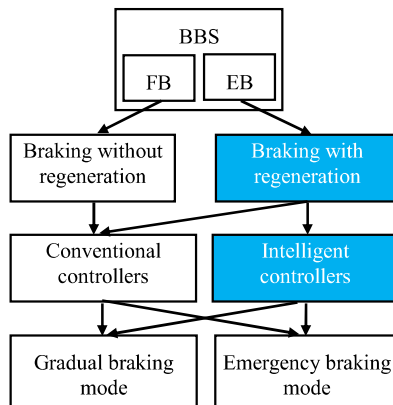 BBS
FB
EB
Braking without
regeneration
Braking with
regeneration
Conventional
controllers
Intelligent
controllers
Gradual braking
mode
Emergency braking
mode